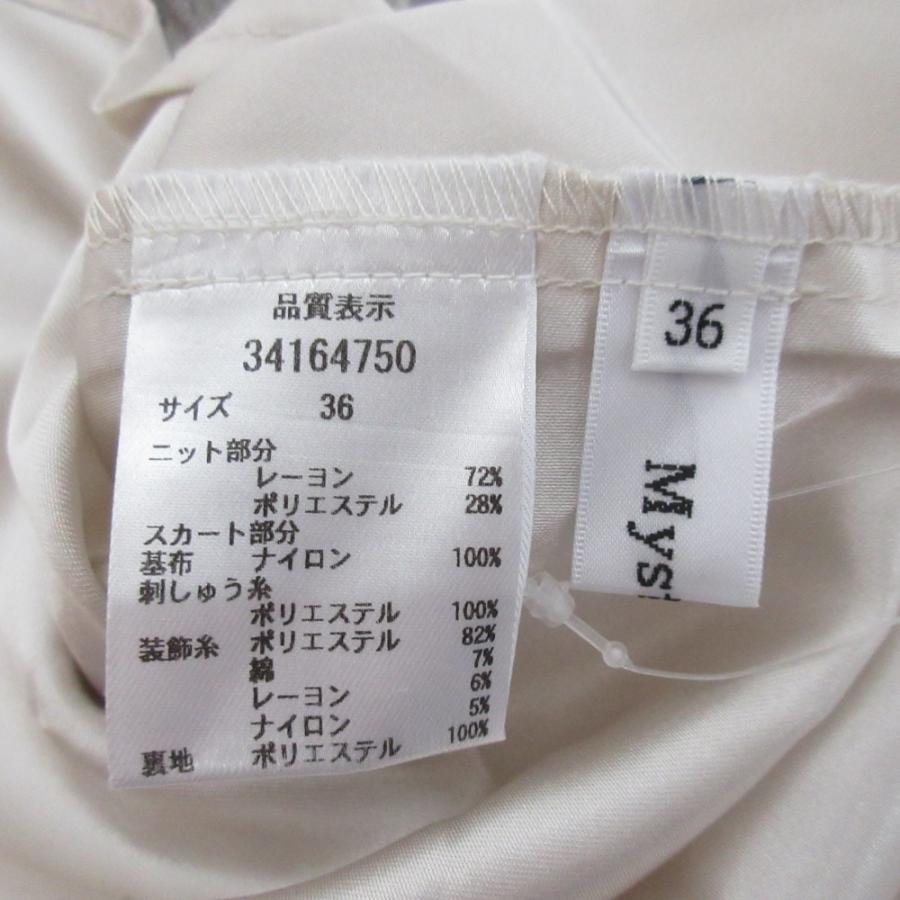 品質表示
34164750
サイズ 36
ニット部分
レーヨン 72%
ポリエステル 28%
スカート部分
基布 ナイロン 100%
刺しゅう糸
ポリエステル 100%
装飾糸 ポリエステル 82%
綿 7%
レーヨン 6%
ナイロン 5%
裏地 ポリエステル 100%
36
Myst